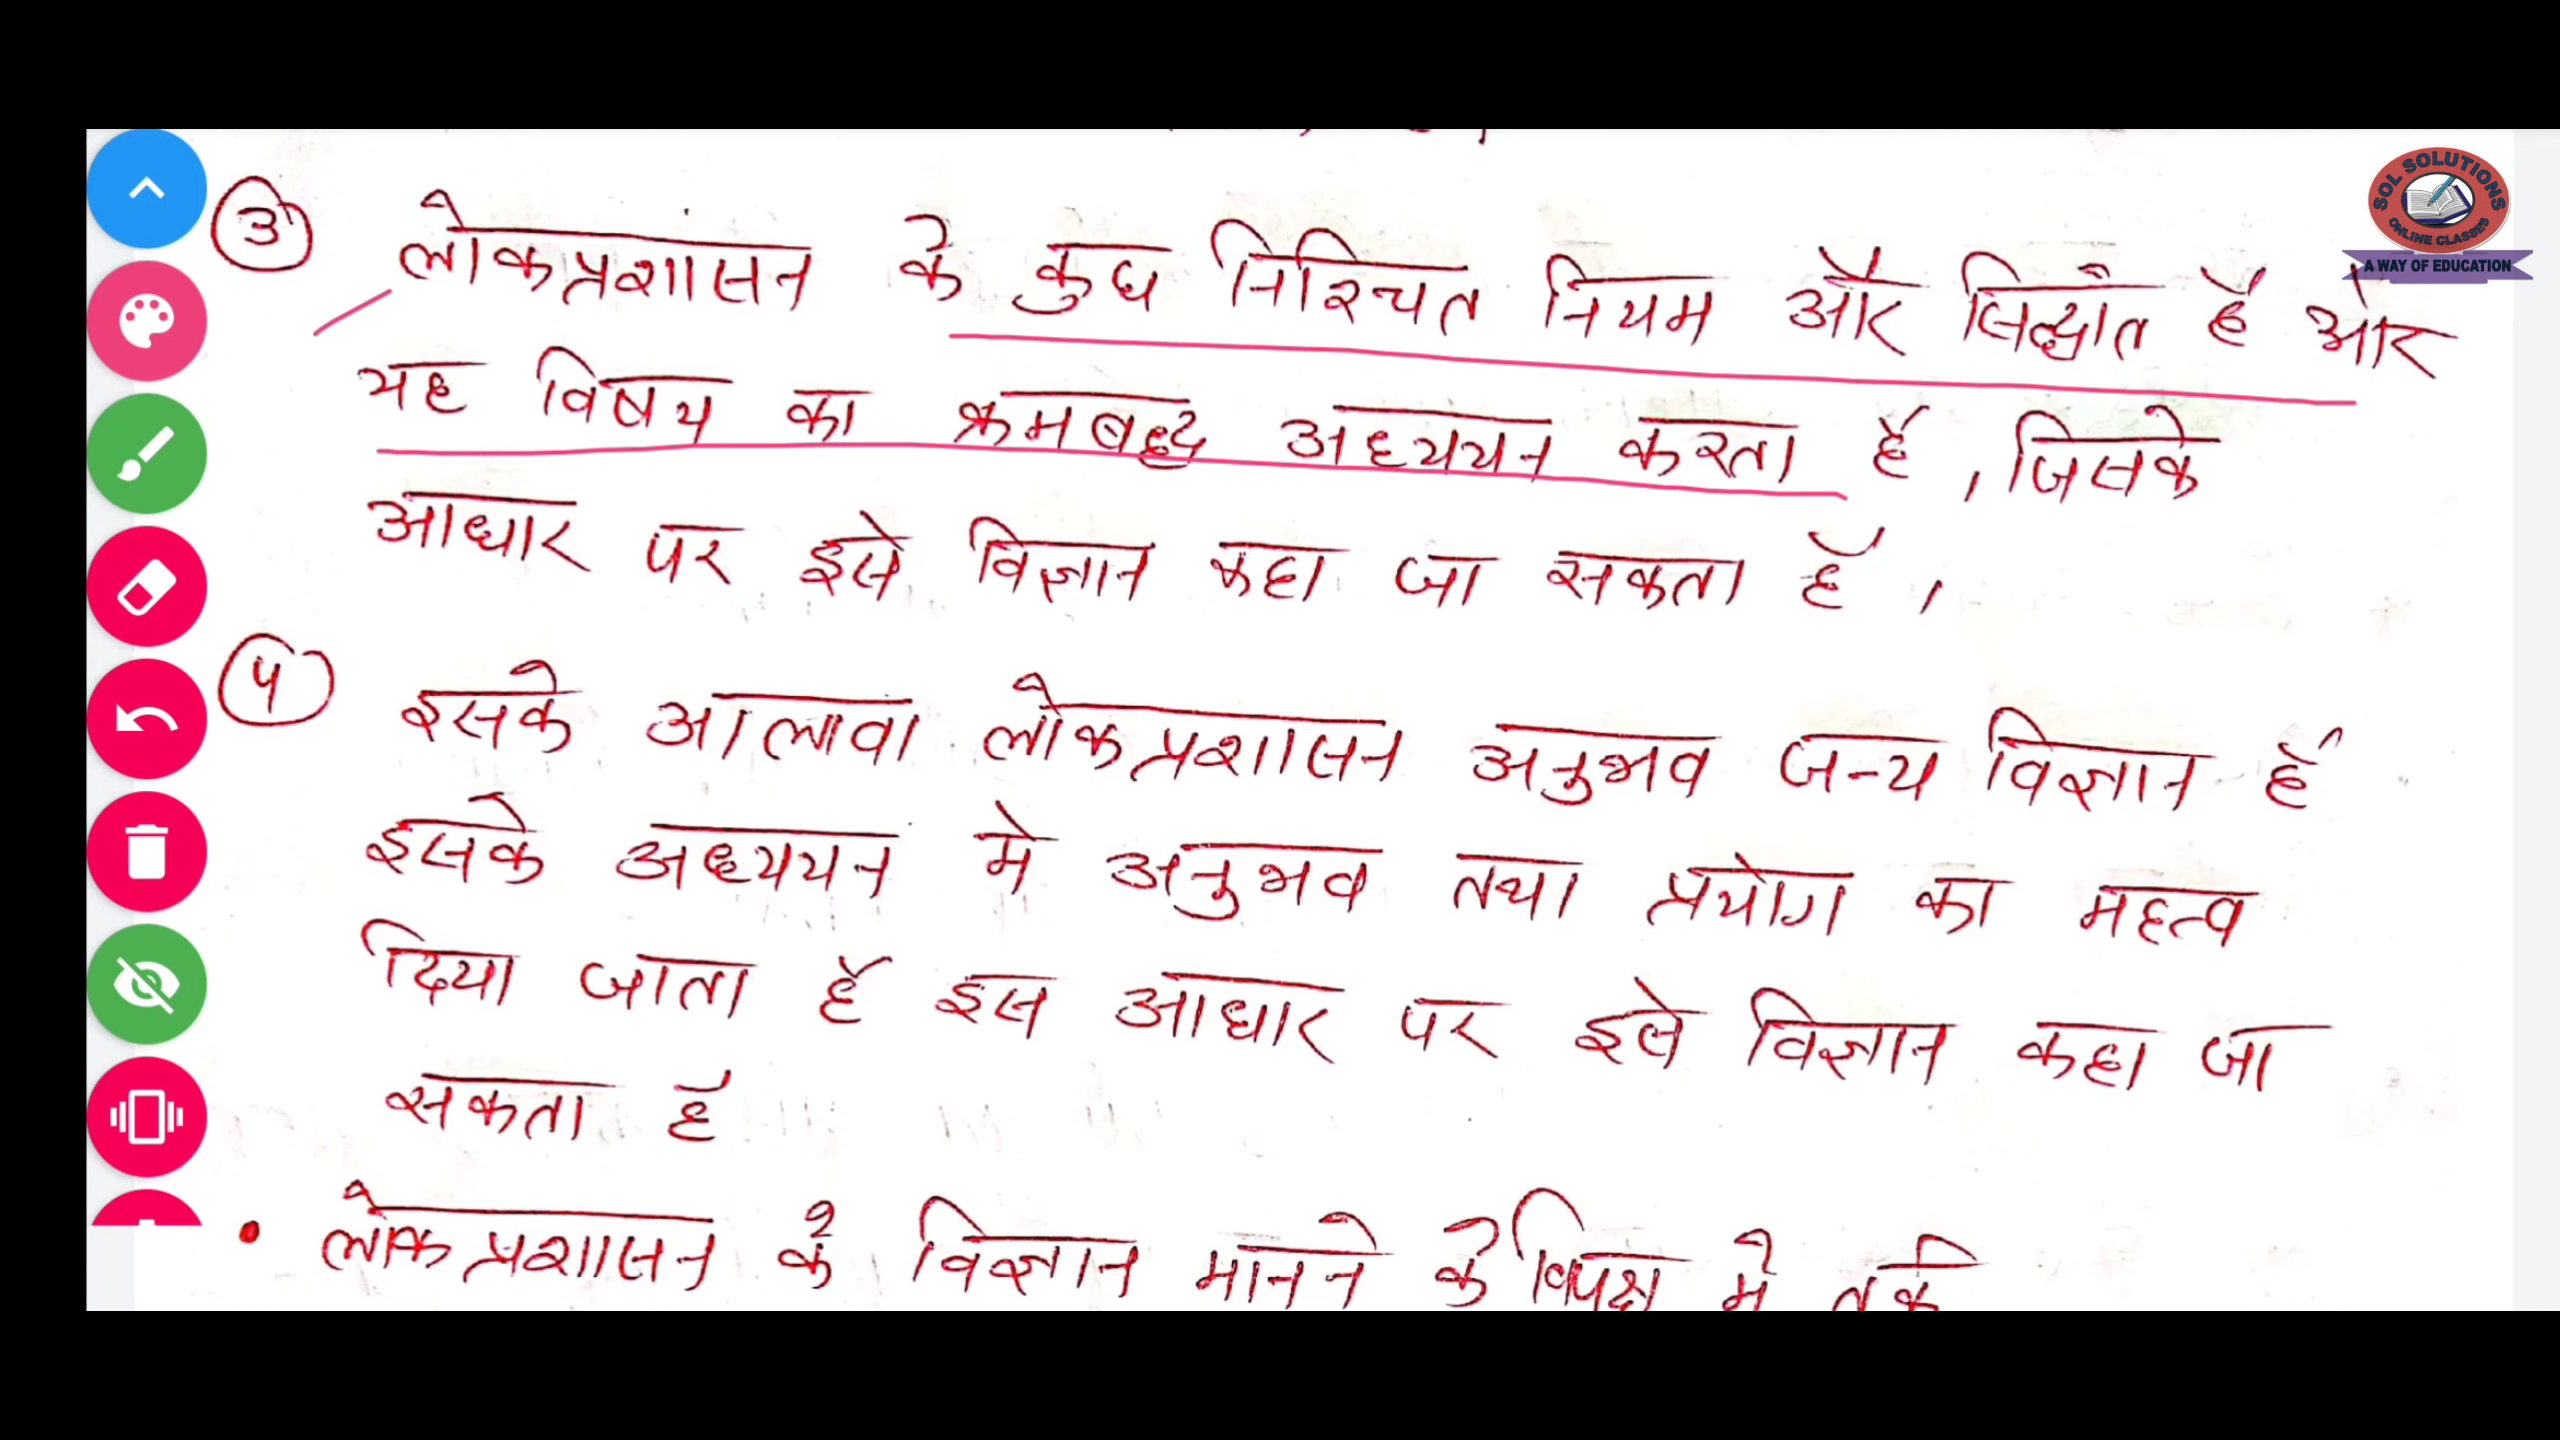 SOL SOLUTIONS
ONLINE CLASSES
A WAY OF EDUCATION
③ लोकप्रशासन के कुछ निश्चित नियम और सिद्धांत है और
यह विषय का क्रमबद्ध अध्ययन करता है, जिसके
आधार पर इसे विज्ञान कहा जा सकता है,
④ इसके आलावा लोकप्रशासन अनुभव जन्य विज्ञान है
इसके अध्ययन मे अनुभव तथा प्रयोग का महत्व
दिया जाता है इस आधार पर इसे विज्ञान कहा जा
सकता है
• लोकप्रशासन के विज्ञान मानने के विपक्ष मे तर्क